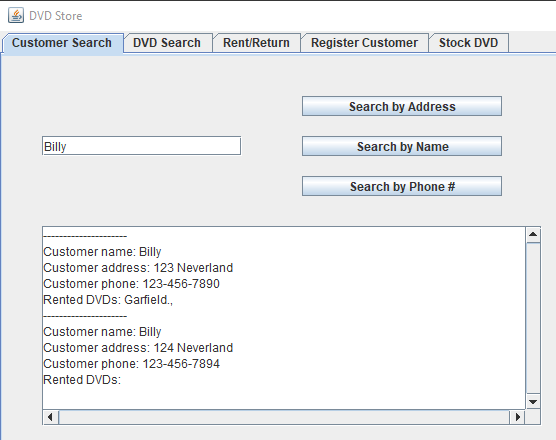 DVD Store
Customer Search DVD Search Rent/Return Register Customer Stock DVD
Search by Address
Billy
Search by Name
Search by Phone #
---------------------
Customer name: Billy
Customer address: 123 Neverland
Customer phone: 123-456-7890
Rented DVDs: Garfield.,
---------------------
Customer name: Billy
Customer address: 124 Neverland
Customer phone: 123-456-7894
Rented DVDs: